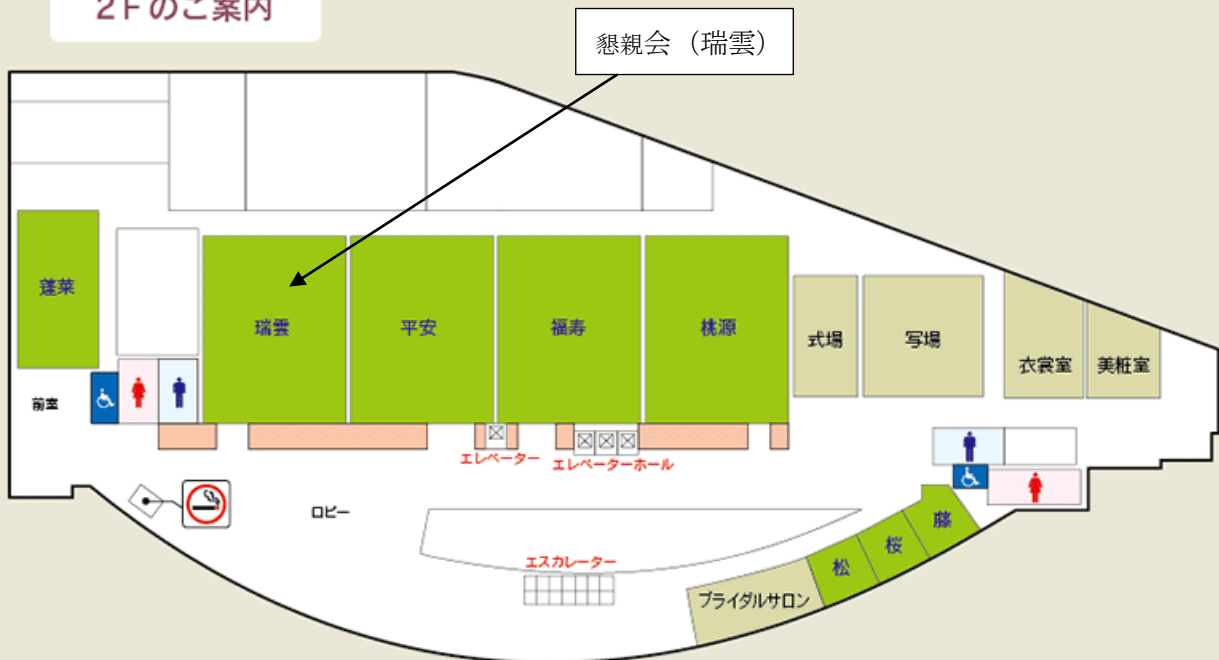 2Fのご案内
懇親会（瑞雲）
蓬莱
瑞雲
平安
福寿
桃源
式場
写場
衣裳室
美粧室
前室
エレベーター
エレベーターホール
ロビー
エスカレーター
藤
桜
松
ブライダルサロン